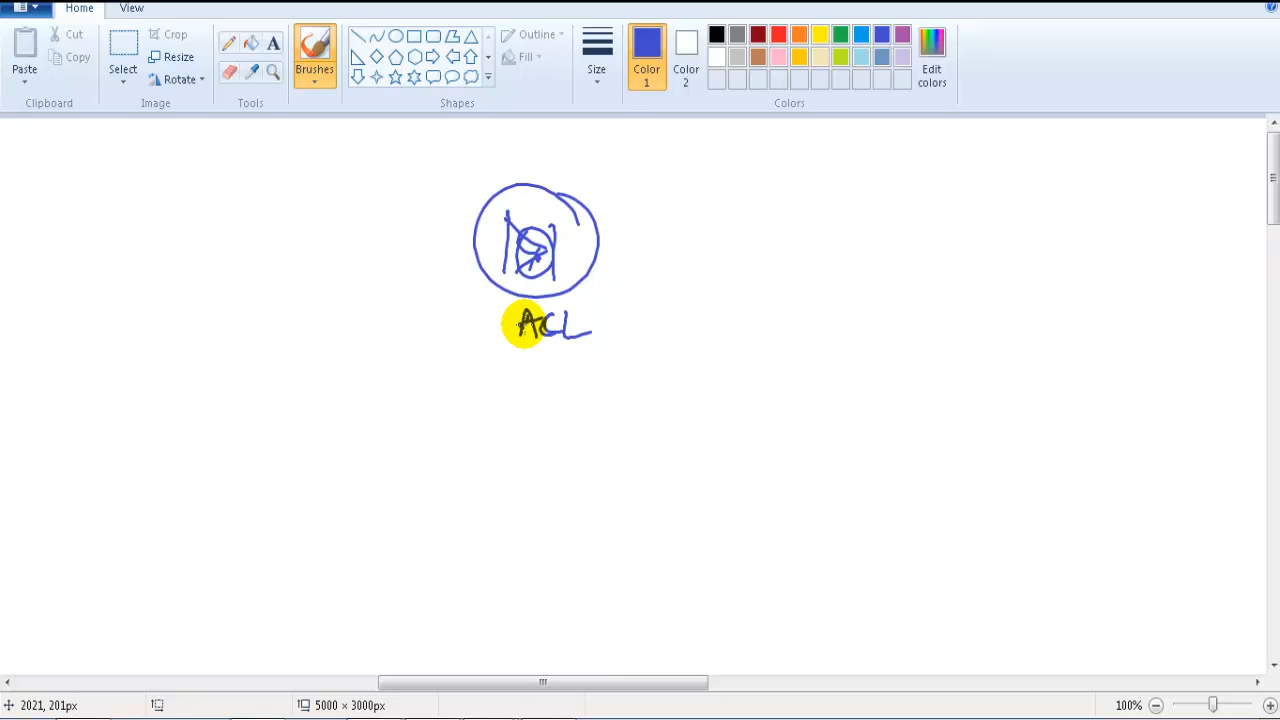 Home View
Paste
Cut
Copy
Clipboard
Select
Crop
Resize
Rotate
Image
A
Tools
Brushes
Outline
Fill
Shapes
Size
Color 1
Color 2
Edit colors
Colors
ACL
2021, 201px
5000 × 3000px
100%